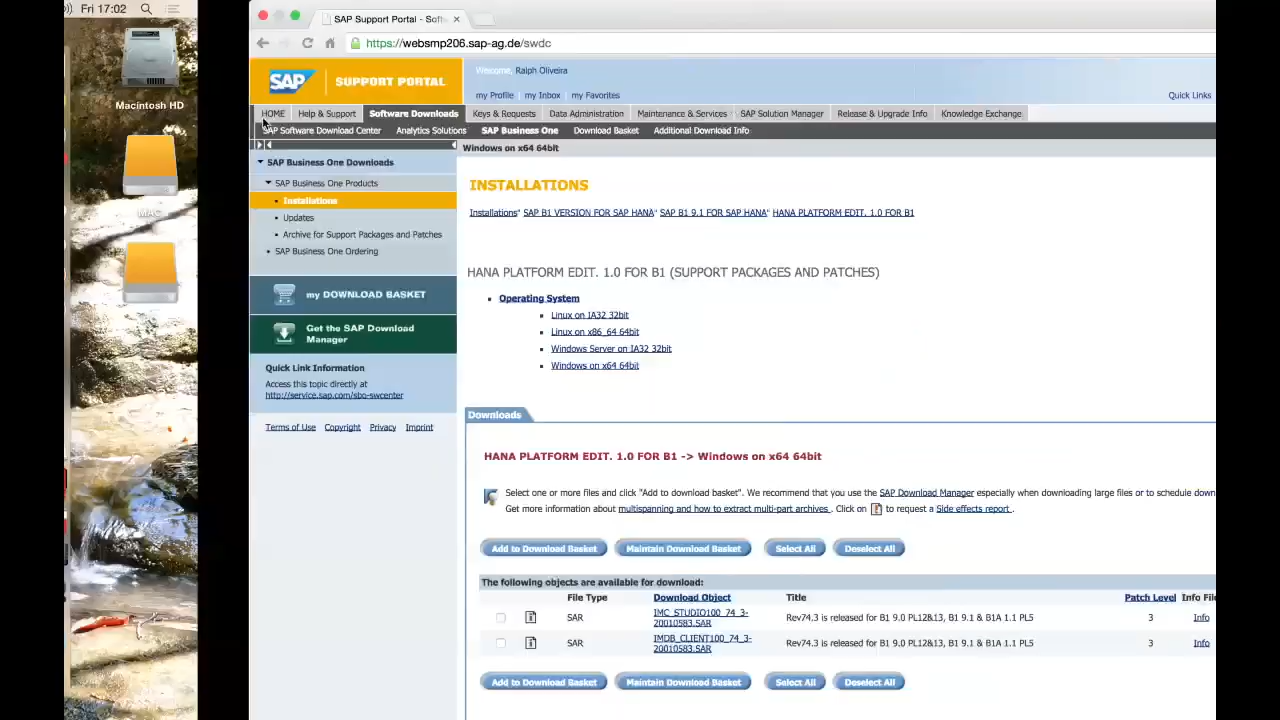 Fri 17:02
Macintosh HD
MAC
SAP Support Portal - Softw
https://websmp206.sap-ag.de/swdc
SAP SUPPORT PORTAL
Welcome, Ralph Oliveira
my Profile my Inbox my Favorites
Quick Links
HOME Help & Support Software Downloads Keys & Requests Data Administration Maintenance & Services SAP Solution Manager Release & Upgrade Info Knowledge Exchange
SAP Software Download Center Analytics Solutions SAP Business One Download Basket Additional Download Info
Windows on x64 64bit
SAP Business One Downloads
SAP Business One Products
Installations
Updates
Archive for Support Packages and Patches
SAP Business One Ordering
my DOWNLOAD BASKET
Get the SAP Download
Manager
Quick Link Information
Access this topic directly at
http://service.sap.com/sbo-swcenter
Terms of Use Copyright Privacy Imprint
INSTALLATIONS
Installations" SAP B1 VERSION FOR SAP HANA" SAP B1 9.1 FOR SAP HANA" HANA PLATFORM EDIT. 1.0 FOR B1
HANA PLATFORM EDIT. 1.0 FOR B1 (SUPPORT PACKAGES AND PATCHES)
Operating System
Linux on IA32 32bit
Linux on x86_64 64bit
Windows Server on IA32 32bit
Windows on x64 64bit
Downloads
HANA PLATFORM EDIT. 1.0 FOR B1 -> Windows on x64 64bit
Select one or more files and click "Add to download basket". We recommend that you use the SAP Download Manager especially when downloading large files or to schedule down
Get more information about multispanning and how to extract multi-part archives. Click on to request a Side effects report.
Add to Download Basket Maintain Download Basket Select All Deselect All
The following objects are available for download:
File Type Download Object Title Patch Level Info File
SAR IMC_STUDIO100_74_3-
20010583.SAR Rev74.3 is released for B1 9.0 PL12&13, B1 9.1 & B1A 1.1 PL5 3 Info
SAR IMDB_CLIENT100_74_3-
20010583.SAR Rev74.3 is released for B1 9.0 PL12&13, B1 9.1 & B1A 1.1 PL5 3 Info
Add to Download Basket Maintain Download Basket Select All Deselect All